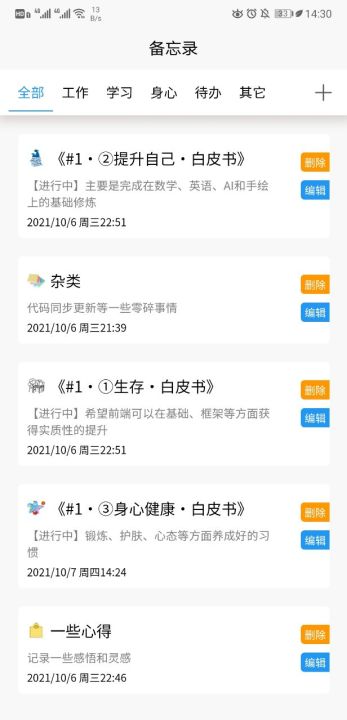 HD 4G 4G 13 B/s 83 14:30
备忘录
全部 工作 学习 身心 待办 其它
《#1·②提升自己·白皮书》
删除
【进行中】主要是完成在数学、英语、AI和手绘
上的基础修炼
编辑
2021/10/6 周三22:51
杂类
删除
代码同步更新等一些零碎事情
编辑
2021/10/6 周三21:39
《#1·①生存·白皮书》
删除
【进行中】希望前端可以在基础、框架等方面获
得实质性的提升
编辑
2021/10/6 周三22:51
《#1·③身心健康·白皮书》
删除
【进行中】锻炼、护肤、心态等方面养成好的习
惯
编辑
2021/10/7 周四14:24
一些心得
删除
记录一些感悟和灵感
编辑
2021/10/6 周三22:46